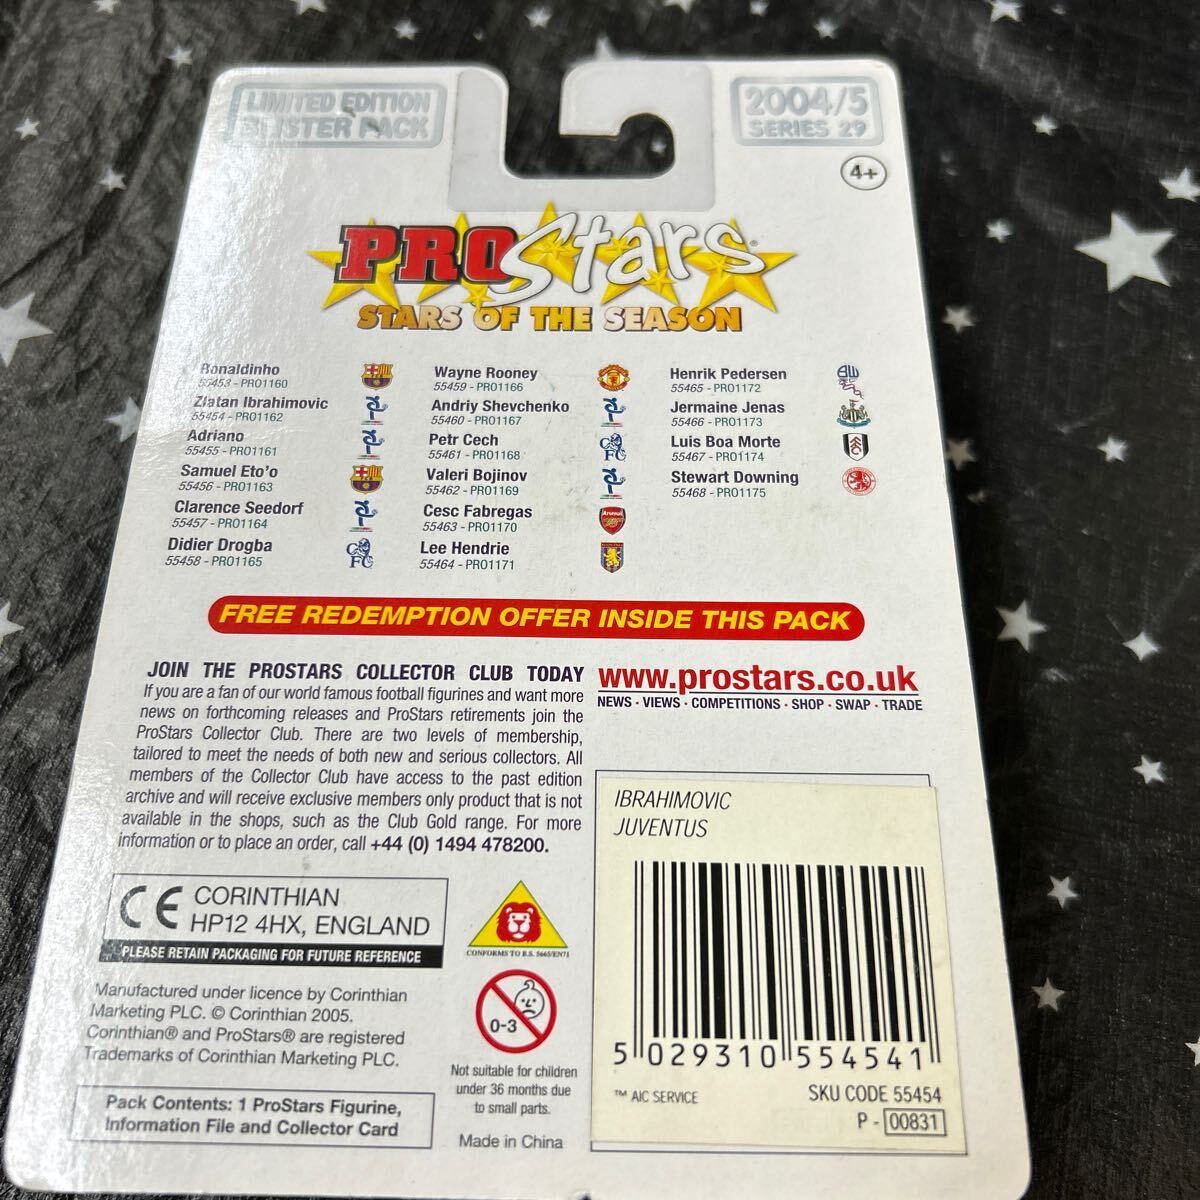 LIMITED EDITION
BLISTER PACK
2004/5
SERIES 29
4+
PROStars®
STARS OF THE SEASON
Ronaldinho
55453 - PRO1160
Zlatan Ibrahimovic
55454 - PRO1162
Adriano
55455 - PRO1161
Samuel Eto'o
55456 - PRO1163
Clarence Seedorf
55457 - PRO1164
Didier Drogba
55458 - PRO1165
Wayne Rooney
55459 - PRO1166
Andriy Shevchenko
55460 - PRO1167
Petr Cech
55461 - PRO1168
Valeri Bojinov
55462 - PRO1169
Cesc Fabregas
55463 - PRO1170
Lee Hendrie
55464 - PRO1171
Henrik Pedersen
55465 - PRO1172
Jermaine Jenas
55466 - PRO1173
Luis Boa Morte
55467 - PRO1174
Stewart Downing
55468 - PRO1175
FREE REDEMPTION OFFER INSIDE THIS PACK
JOIN THE PROSTARS COLLECTOR CLUB TODAY
If you are a fan of our world famous football figurines and want more
news on forthcoming releases and ProStars retirements join the
ProStars Collector Club. There are two levels of membership,
tailored to meet the needs of both new and serious collectors. All
members of the Collector Club have access to the past edition
archive and will receive exclusive members only product that is not
available in the shops, such as the Club Gold range. For more
information or to place an order, call +44 (0) 1494 478200.
www.prostars.co.uk
NEWS · VIEWS · COMPETITIONS · SHOP · SWAP · TRADE
CE CORINTHIAN
HP12 4HX, ENGLAND
PLEASE RETAIN PACKAGING FOR FUTURE REFERENCE
Manufactured under licence by Corinthian
Marketing PLC. © Corinthian 2005.
Corinthian® and ProStars® are registered
Trademarks of Corinthian Marketing PLC.
Pack Contents: 1 ProStars Figurine,
Information File and Collector Card
CONFORMS TO B.S. 5665/EN71
0-3
Not suitable for children
under 36 months due
to small parts.
Made in China
IBRAHIMOVIC
JUVENTUS
5 029310 554541
™ AIC SERVICE
SKU CODE 55454
P - 00831